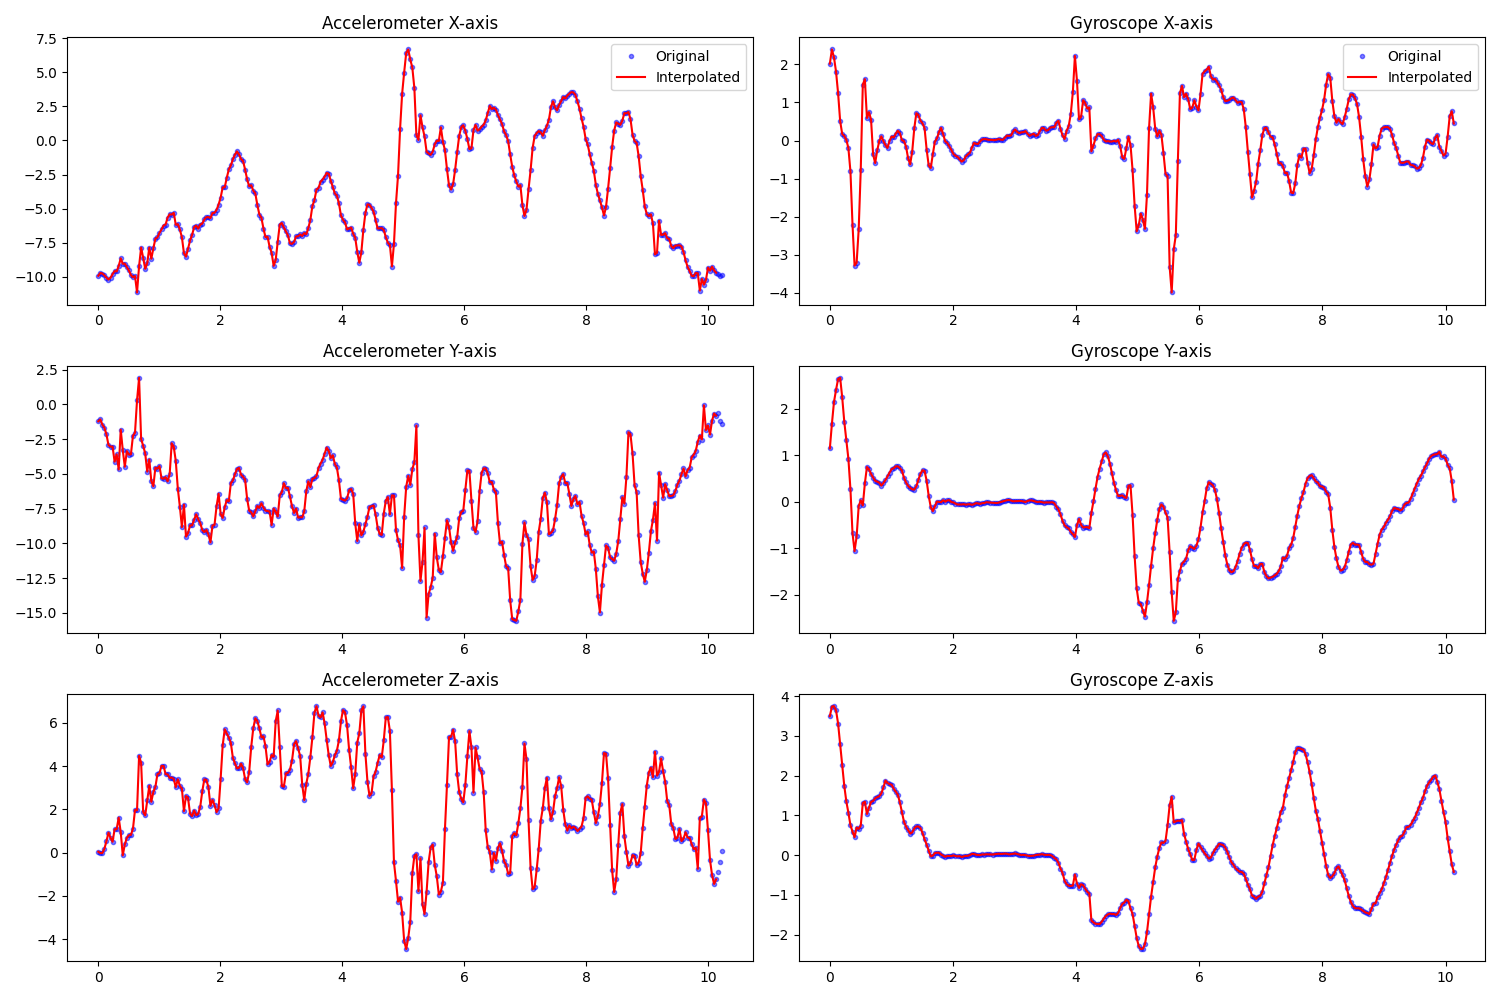 Accelerometer X-axis
7.5
5.0
2.5
0.0
−2.5
−5.0
−7.5
−10.0
0 2 4 6 8 10
Original
Interpolated
Gyroscope X-axis
2
1
0
−1
−2
−3
−4
0 2 4 6 8 10
Original
Interpolated
Accelerometer Y-axis
2.5
0.0
−2.5
−5.0
−7.5
−10.0
−12.5
−15.0
0 2 4 6 8 10
Gyroscope Y-axis
2
1
0
−1
−2
0 2 4 6 8 10
Accelerometer Z-axis
6
4
2
0
−2
−4
0 2 4 6 8 10
Gyroscope Z-axis
4
3
2
1
0
−1
−2
0 2 4 6 8 10